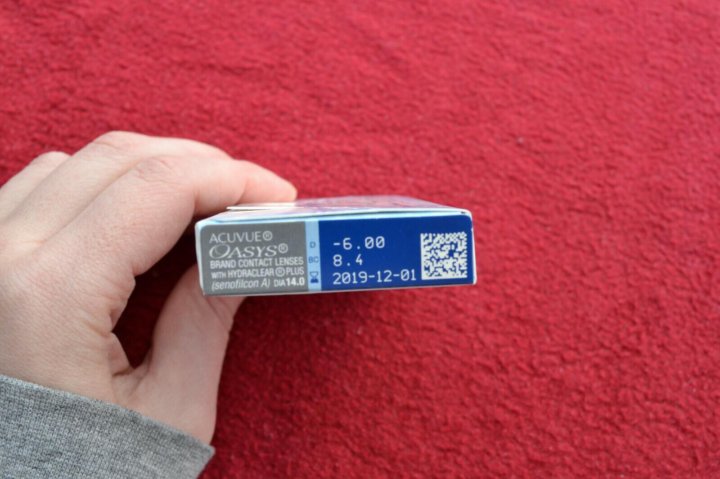 ACUVUE®
OASYS®
BRAND CONTACT LENSES
WITH HYDRACLEAR® PLUS
(senofilcon A) DIA 14.0
D -6.00
BC 8.4
2019-12-01